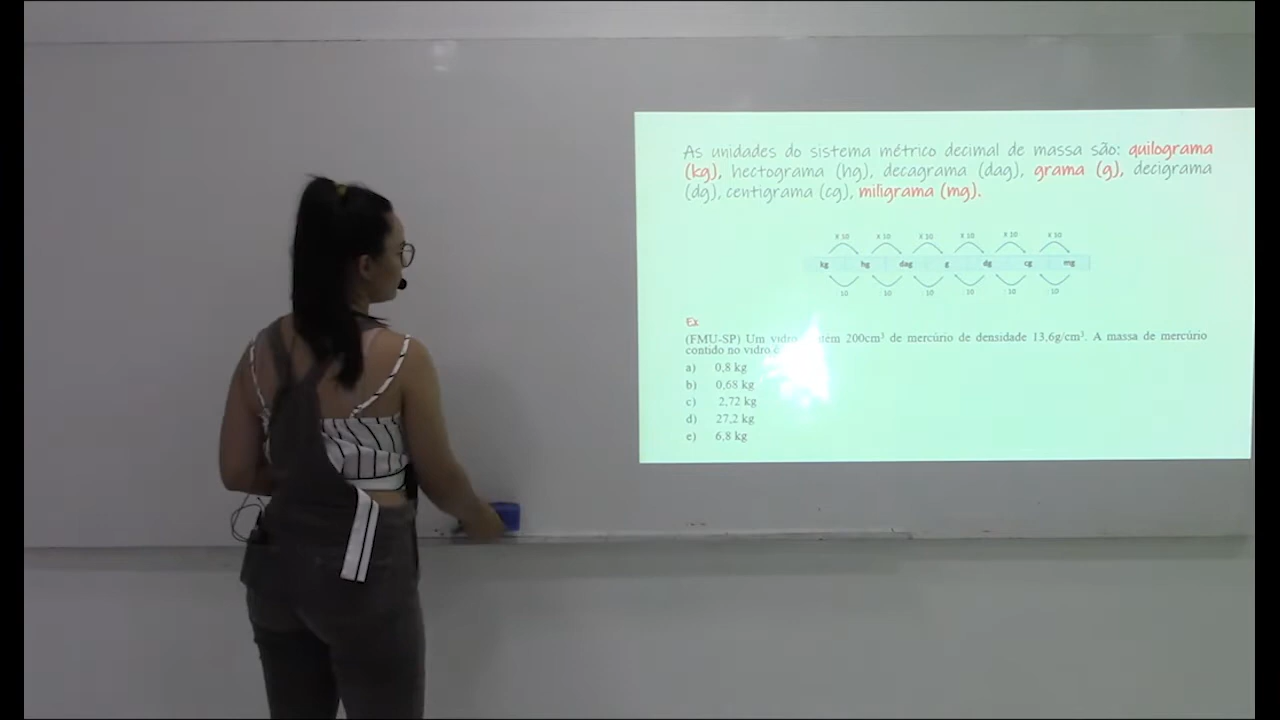 As unidades do sistema métrico decimal de massa são: quilograma
(kg), hectograma (hg), decagrama (dag), grama (g), decigrama
(dg), centigrama (cg), miligrama (mg).
X 10 X 10 X 10 X 10 X 10 X 10
kg hg dag g dg cg mg
10 10 10 10 10 10
Ex
(FMU-SP) Um vidro 200cm³ de mercúrio de densidade 13,6g/cm³. A massa de mercúrio
contido no vidro
a) 0,8 kg
b) 0,68 kg
c) 2,72 kg
d) 27,2 kg
e) 6,8 kg